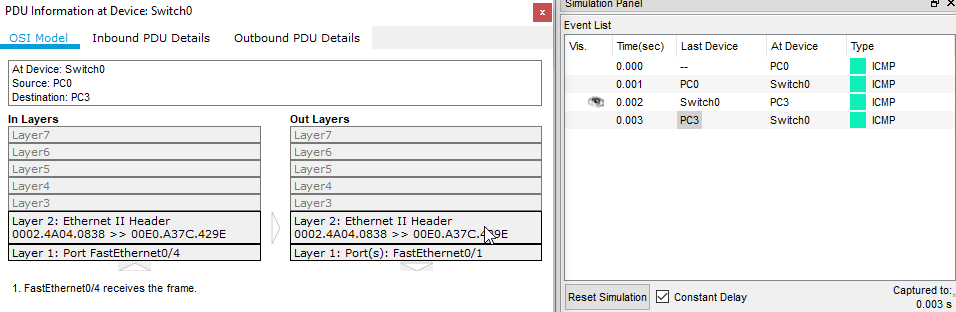 PDU Information at Device: Switch0
x
OSI Model Inbound PDU Details Outbound PDU Details
At Device: Switch0
Source: PC0
Destination: PC3
In Layers Out Layers
Layer7 Layer7
Layer6 Layer6
Layer5 Layer5
Layer4 Layer4
Layer3 Layer3
Layer 2: Ethernet II Header Layer 2: Ethernet II Header
0002.4A04.0838 >> 00E0.A37C.429E 0002.4A04.0838 >> 00E0.A37C.429E
Layer 1: Port FastEthernet0/4 Layer 1: Port(s): FastEthernet0/1
1. FastEthernet0/4 receives the frame.
Simulation Panel
Event List
Vis. Time(sec) Last Device At Device Type
0.000 -- PC0 ICMP
0.001 PC0 Switch0 ICMP
0.002 Switch0 PC3 ICMP
0.003 PC3 Switch0 ICMP
Reset Simulation Constant Delay Captured to:
0.003 s